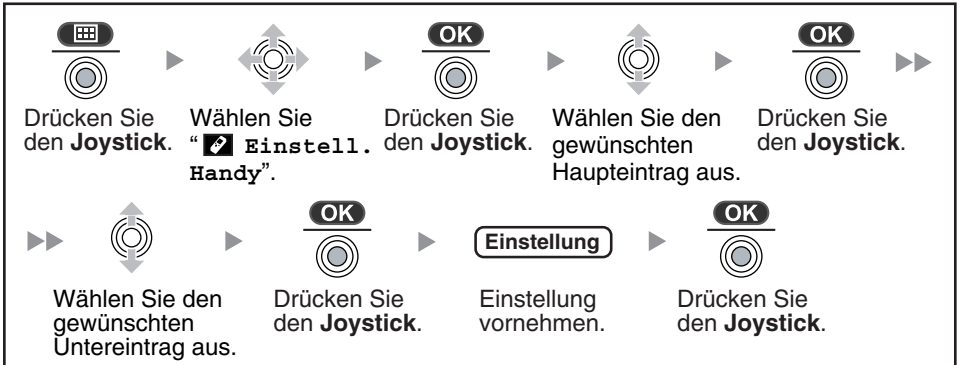 OK
OK
Drücken Sie
den Joystick.
Wählen Sie
“ Einstell.
Handy”.
Drücken Sie
den Joystick.
Wählen Sie den
gewünschten
Haupteintrag aus.
Drücken Sie
den Joystick.
OK
Einstellung
OK
Wählen Sie den
gewünschten
Untereintrag aus.
Drücken Sie
den Joystick.
Einstellung
vornehmen.
Drücken Sie
den Joystick.